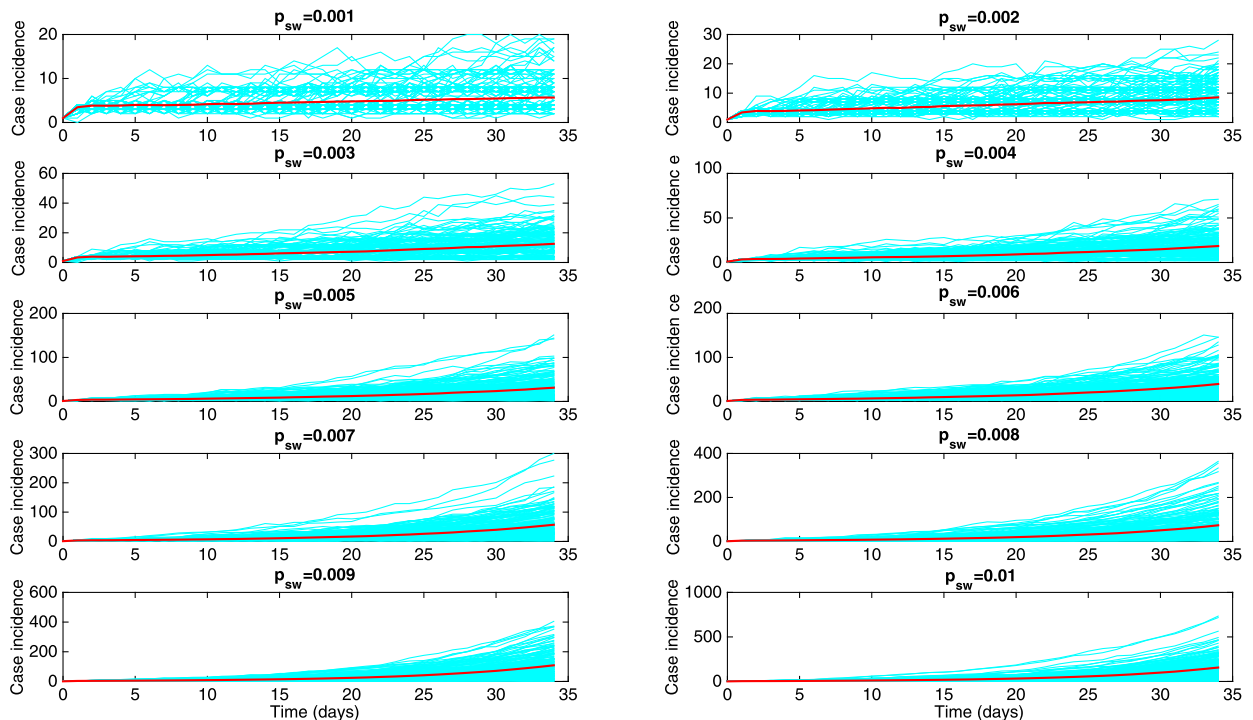 p_sw=0.001
Case incidence
20
10
0
0 5 10 15 20 25 30 35
p_sw=0.002
Case incidence
30
20
10
0
0 5 10 15 20 25 30 35
p_sw=0.003
Case incidence
60
40
20
0
0 5 10 15 20 25 30 35
p_sw=0.004
Case incidenc e
100
50
0
0 5 10 15 20 25 30 35
p_sw=0.005
Case incidence
200
100
0
0 5 10 15 20 25 30 35
p_sw=0.006
Case inciden ce
200
100
0
0 5 10 15 20 25 30 35
p_sw=0.007
Case incidence
300
200
100
0
0 5 10 15 20 25 30 35
p_sw=0.008
Case incidence
400
200
0
0 5 10 15 20 25 30 35
p_sw=0.009
Case incidence
600
400
200
0
0 5 10 15 20 25 30 35
Time (days)
p_sw=0.01
Case incidence
1000
500
0
0 5 10 15 20 25 30 35
Time (days)